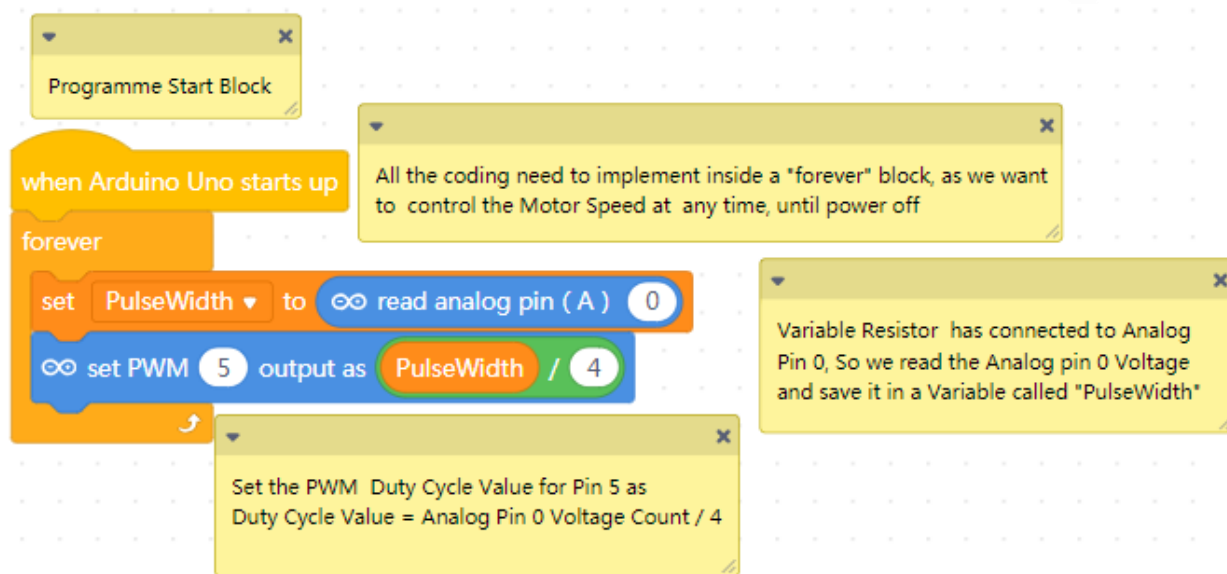 Programme Start Block
All the coding need to implement inside a "forever" block, as we want
to control the Motor Speed at any time, until power off
when Arduino Uno starts up
forever
set PulseWidth to read analog pin ( A ) 0
set PWM 5 output as PulseWidth / 4
Variable Resistor has connected to Analog
Pin 0, So we read the Analog pin 0 Voltage
and save it in a Variable called "PulseWidth"
Set the PWM Duty Cycle Value for Pin 5 as
Duty Cycle Value = Analog Pin 0 Voltage Count / 4